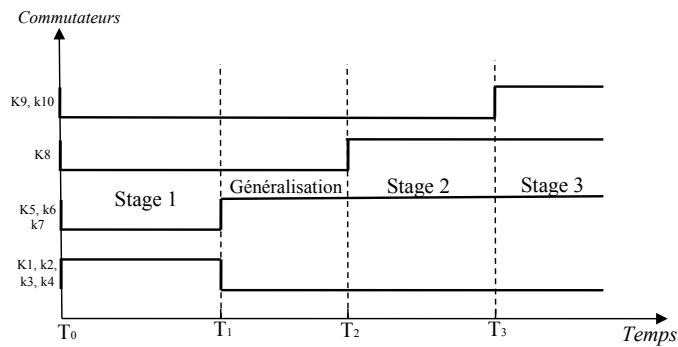 Commutateurs
K9, k10
K8
Généralisation
Stage 1
Stage 2
Stage 3
K5, k6
k7
K1, k2,
k3, k4
T0
T1
T2
T3
Temps